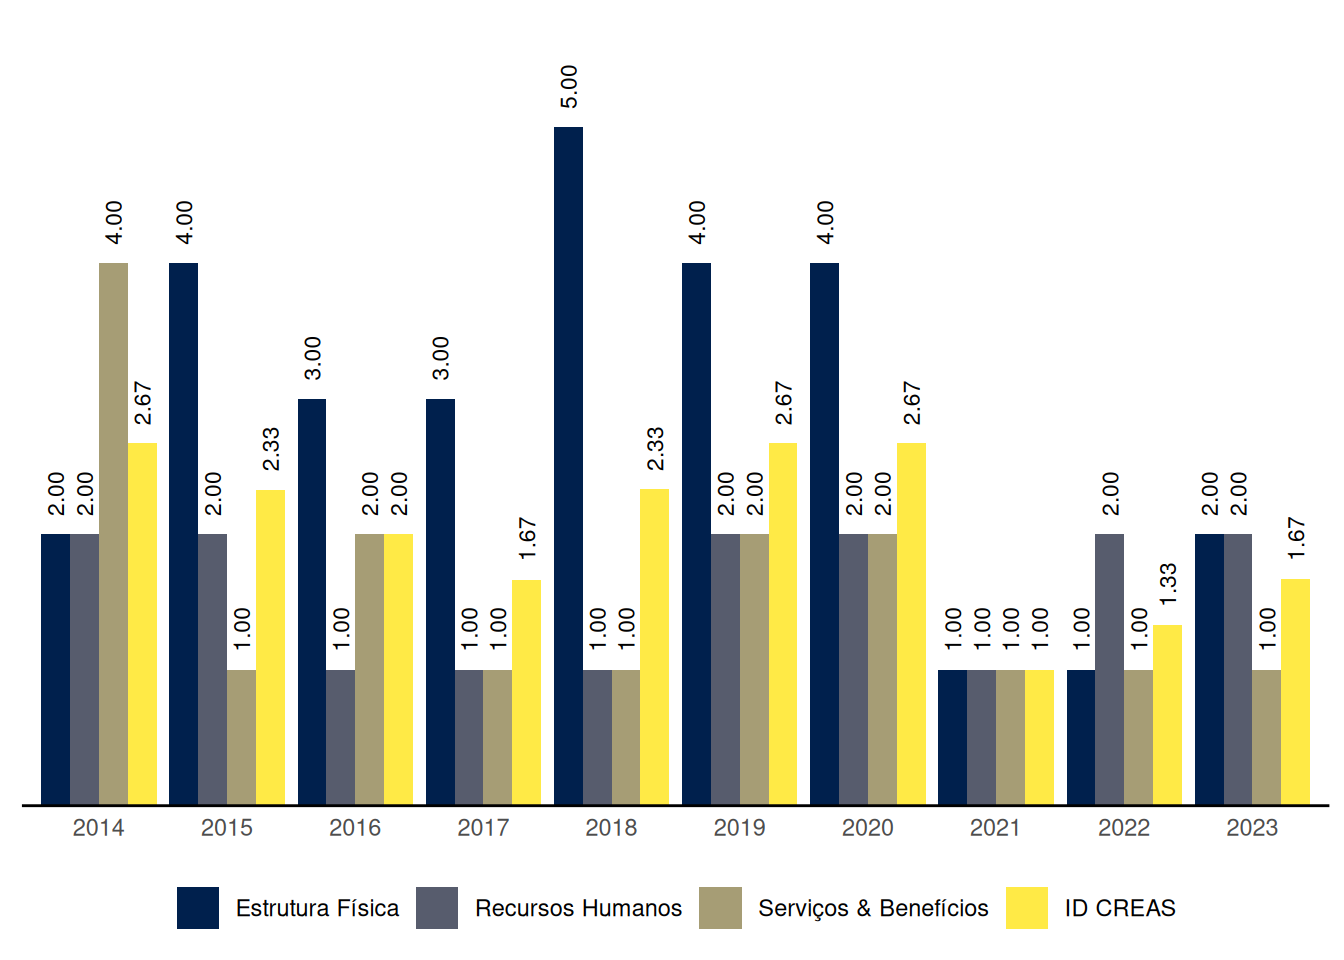 5.00
4.00 4.00 4.00 4.00
3.00 3.00
2.67 2.67 2.67
2.33 2.33
2.00 2.00 2.00 2.00 2.00 2.00 2.00 2.00 2.00 2.00 2.00 2.00
1.67 1.67
1.33
1.00 1.00 1.00 1.00 1.00 1.00 1.00 1.00 1.00 1.00 1.00 1.00 1.00
2014 2015 2016 2017 2018 2019 2020 2021 2022 2023
Estrutura Física Recursos Humanos Serviços & Benefícios ID CREAS